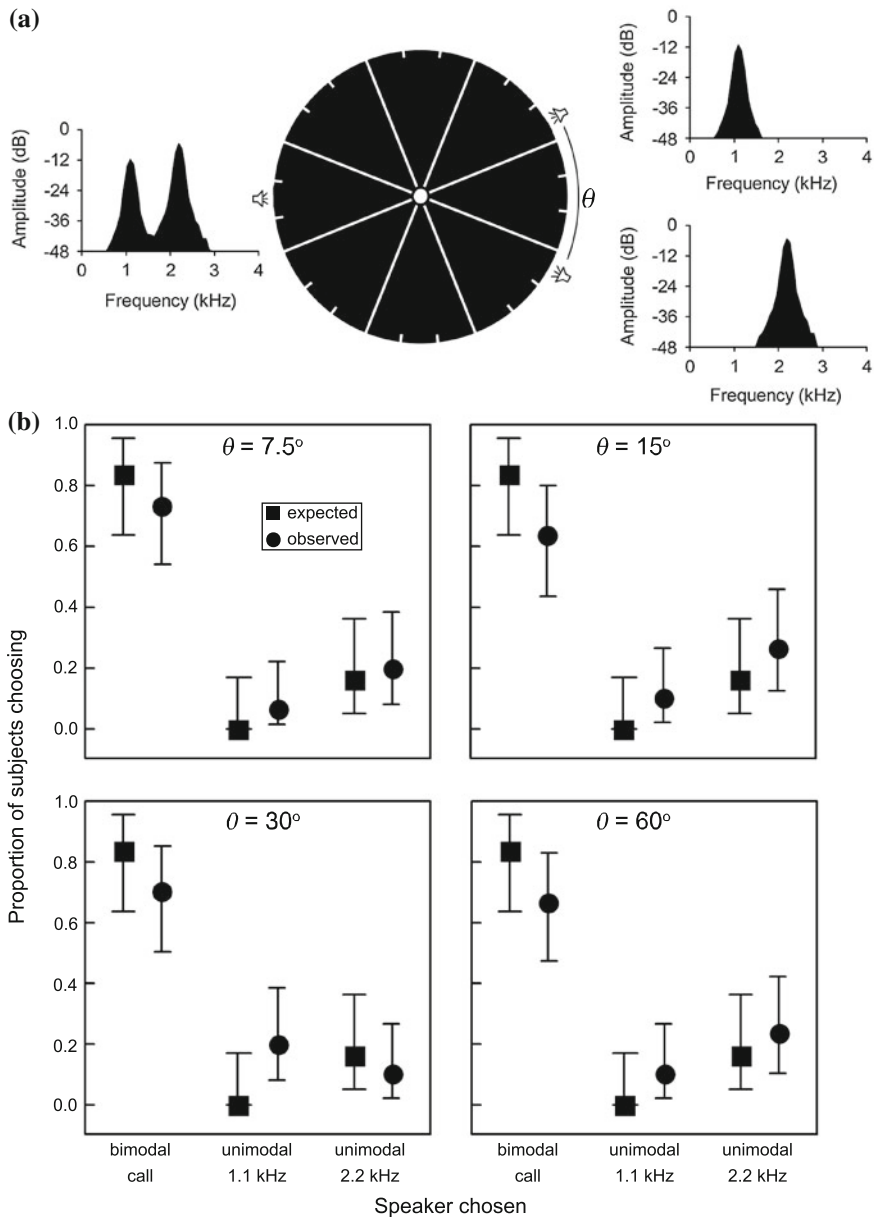 (a)
Amplitude (dB)
0
-12
-24
-36
-48
0 1 2 3 4
Frequency (kHz)
θ
Amplitude (dB)
0
-12
-24
-36
-48
0 1 2 3 4
Frequency (kHz)
Amplitude (dB)
0
-12
-24
-36
-48
0 1 2 3 4
Frequency (kHz)
(b)
Proportion of subjects choosing
1.0
0.8
0.6
0.4
0.2
0.0
θ = 7.5°
expected
observed
θ = 15°
1.0
0.8
0.6
0.4
0.2
0.0
θ = 30°
θ = 60°
bimodal unimodal unimodal
call 1.1 kHz 2.2 kHz
bimodal unimodal unimodal
call 1.1 kHz 2.2 kHz
Speaker chosen